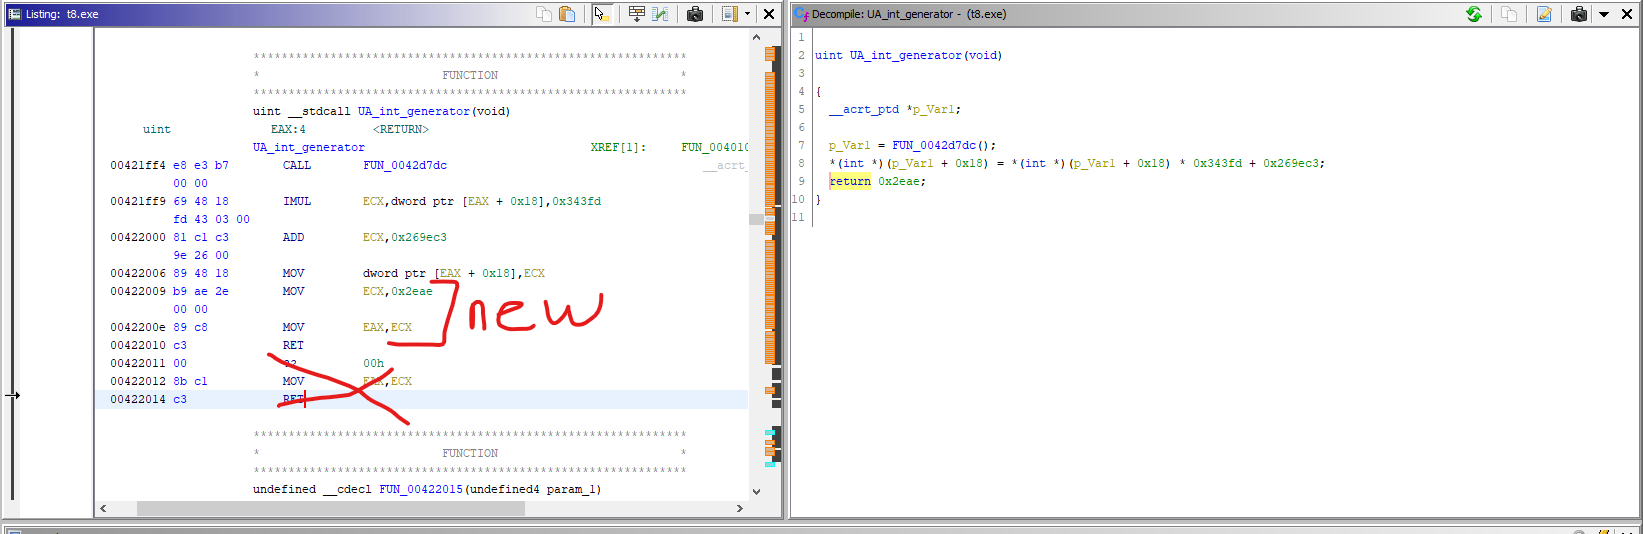 Listing: t8.exe
**************************************************************
* FUNCTION *
**************************************************************
uint __stdcall UA_int_generator(void)
uint EAX:4 <RETURN>
UA_int_generator XREF[1]: FUN_004010
00421ff4 e8 e3 b7 CALL FUN_0042d7dc __acrt_
00 00
00421ff9 69 48 18 IMUL ECX,dword ptr [EAX + 0x18],0x343fd
fd 43 03 00
00422000 81 c1 c3 ADD ECX,0x269ec3
9e 26 00
00422006 89 48 18 MOV dword ptr [EAX + 0x18],ECX
00422009 b9 ae 2e MOV ECX,0x2eae
00 00
0042200e 89 c8 MOV EAX,ECX
new
00422010 c3 RET
00422011 00 ?? 00h
00422012 8b c1 MOV EAX,ECX
00422014 c3 RET
**************************************************************
* FUNCTION *
**************************************************************
undefined __cdecl FUN_00422015(undefined4 param_1)
Decompile: UA_int_generator - (t8.exe)
1
2 uint UA_int_generator(void)
3
4 {
5 __acrt_ptd *p_Var1;
6
7 p_Var1 = FUN_0042d7dc();
8 *(int *)(p_Var1 + 0x18) = *(int *)(p_Var1 + 0x18) * 0x343fd + 0x269ec3;
9 return 0x2eae;
10 }
11